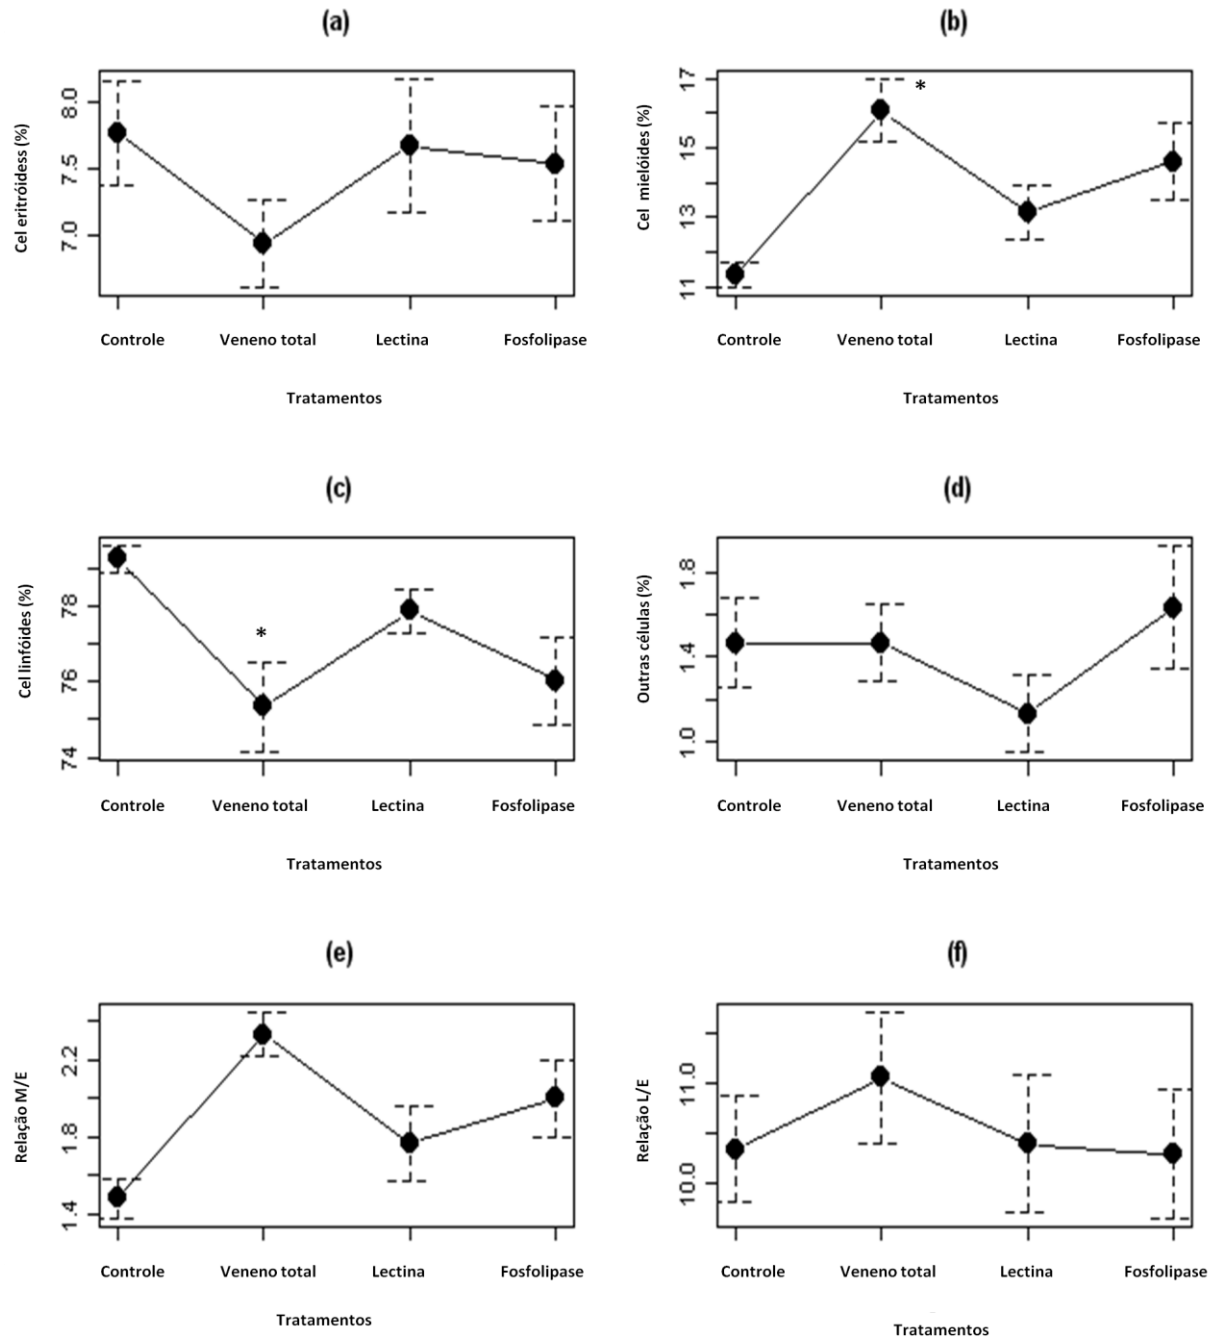 (a)
Cel eritróidess (%)
8.0
7.5
7.0
Controle Veneno total Lectina Fosfolipase
Tratamentos
(b)
Cel mielóides (%)
17
15
13
11
*
Controle Veneno total Lectina Fosfolipase
Tratamentos
(c)
Cel linfóides (%)
78
76
74
*
Controle Veneno total Lectina Fosfolipase
Tratamentos
(d)
Outras células (%)
1.8
1.4
1.0
Controle Veneno total Lectina Fosfolipase
Tratamentos
(e)
Relação M/E
2.2
1.8
1.4
Controle Veneno total Lectina Fosfolipase
Tratamentos
(f)
Relação L/E
11.0
10.0
Controle Veneno total Lectina Fosfolipase
Tratamentos